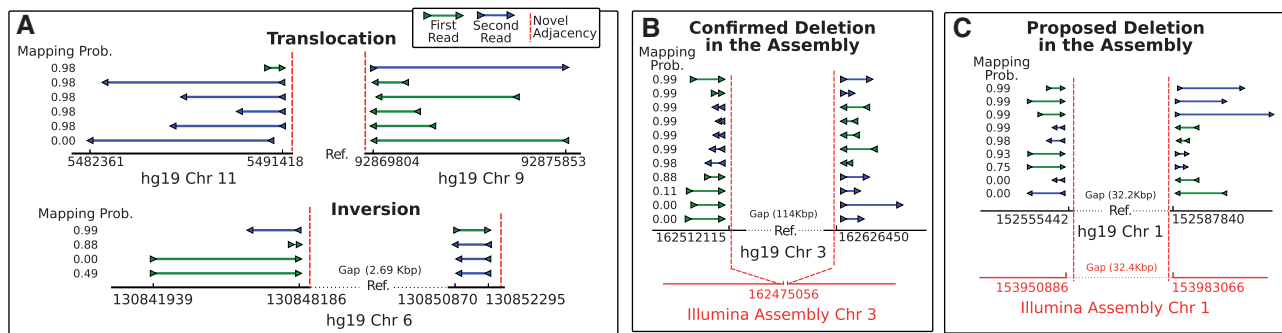 A
First Read
Second Read
Novel Adjacency
Mapping Prob.
Translocation
0.98
0.98
0.98
0.98
0.98
0.00
Ref.
5482361
5491418
92869804
92875853
hg19 Chr 11
hg19 Chr 9
Mapping Prob.
Inversion
0.99
0.88
0.00
0.49
Gap (2.69 Kbp)
Ref.
130841939
130848186
130850870
130852295
hg19 Chr 6
B
Confirmed Deletion
in the Assembly
Mapping
Prob.
0.99
0.99
0.99
0.99
0.99
0.98
0.88
0.11
0.00
0.00
Gap (114Kbp)
Ref.
162512115
162626450
hg19 Chr 3
162475056
Illumina Assembly Chr 3
C
Proposed Deletion
in the Assembly
Mapping
Prob.
0.99
0.99
0.99
0.99
0.98
0.93
0.75
0.00
0.00
Gap (32.2Kbp)
Ref.
152555442
152587840
hg19 Chr 1
Gap (32.4Kbp)
153950886
153983066
Illumina Assembly Chr 1